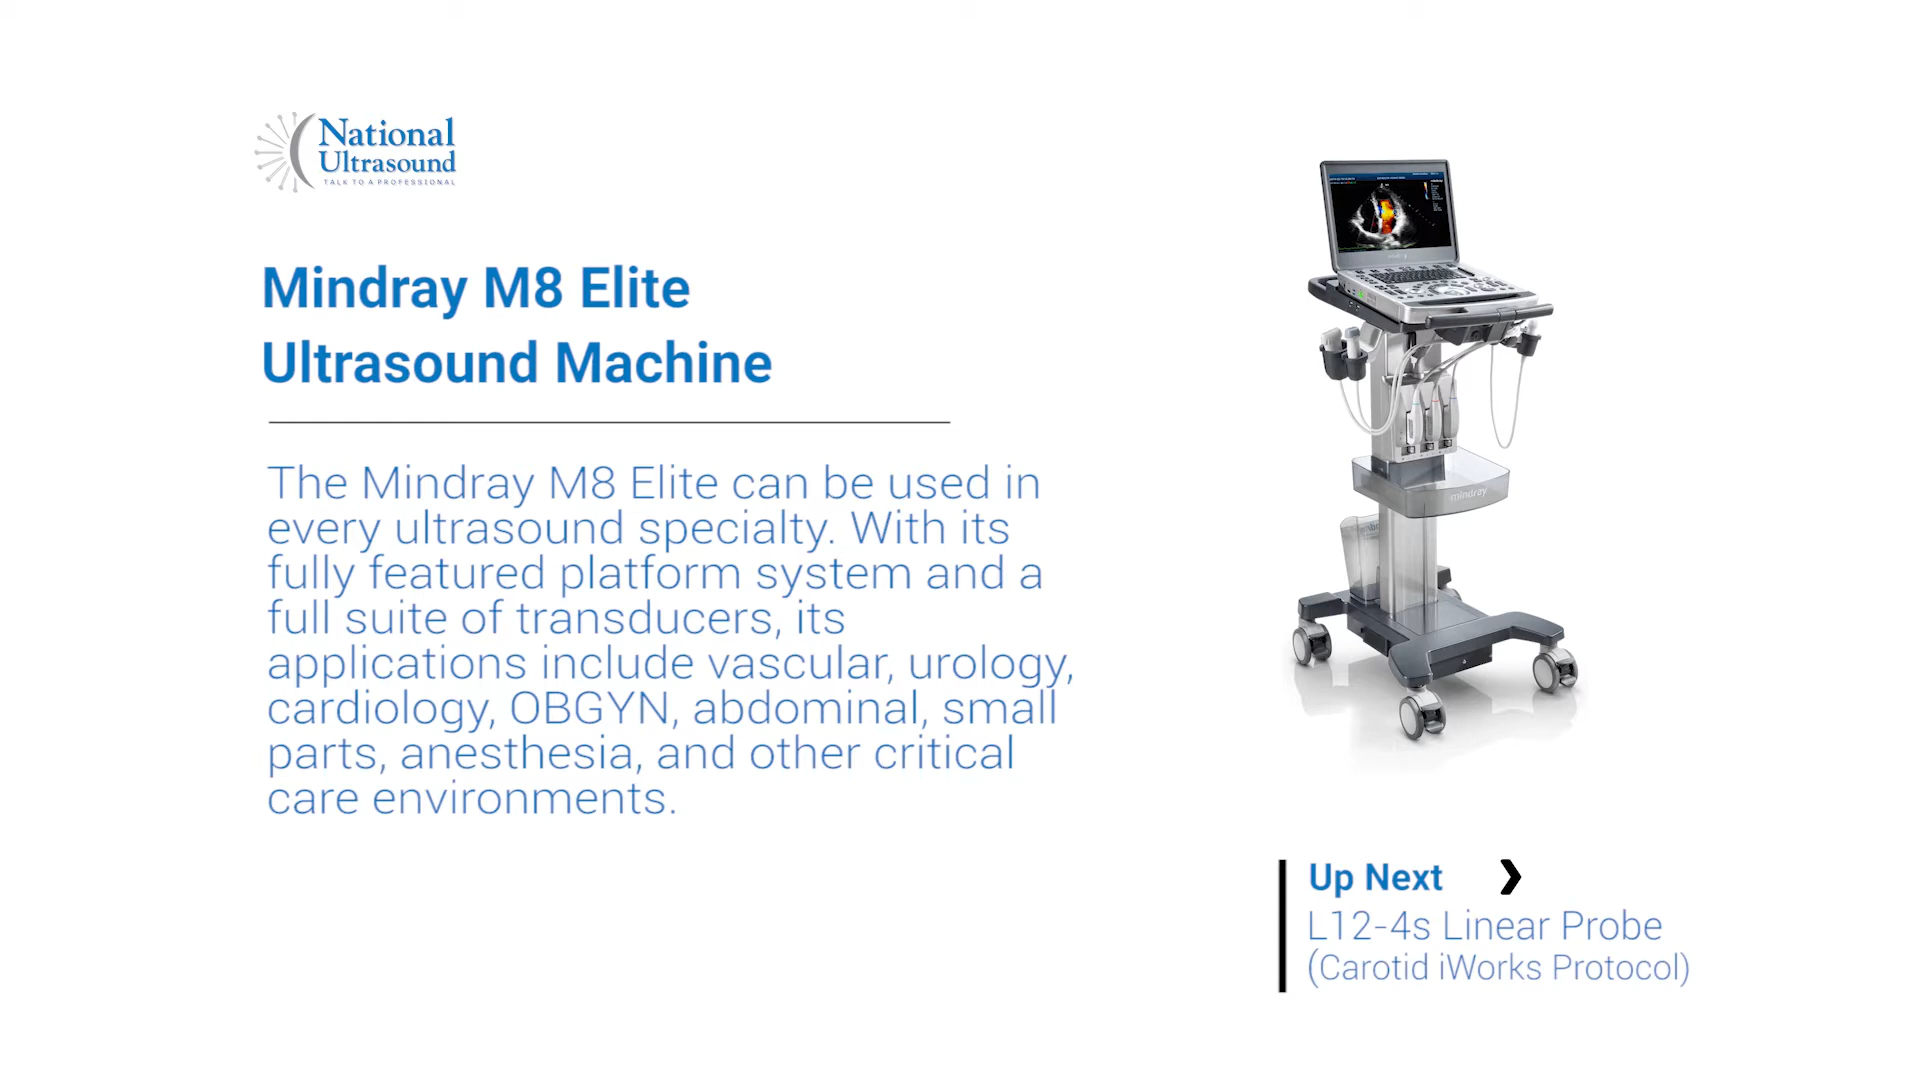 National
Ultrasound
TALK TO A PROFESSIONAL
Mindray M8 Elite
Ultrasound Machine
The Mindray M8 Elite can be used in
every ultrasound specialty. With its
fully featured platform system and a
full suite of transducers, its
applications include vascular, urology,
cardiology, OBGYN, abdominal, small
parts, anesthesia, and other critical
care environments.
mindray
Up Next
L12-4s Linear Probe
(Carotid iWorks Protocol)